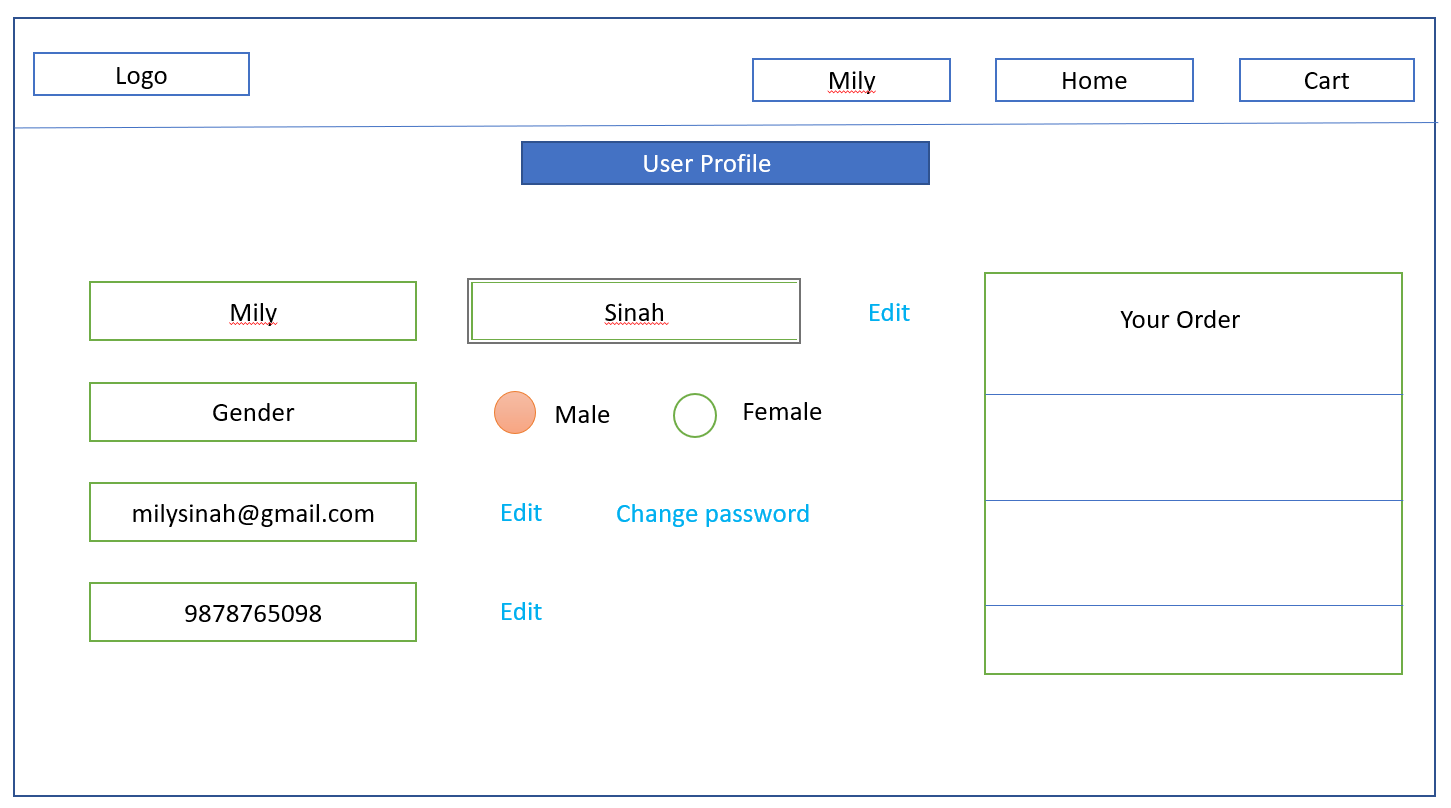 Logo
Mily
Home
Cart
User Profile
Mily
Sinah
Edit
Your Order
Gender
Male
Female
milysinah@gmail.com
Edit
Change password
9878765098
Edit